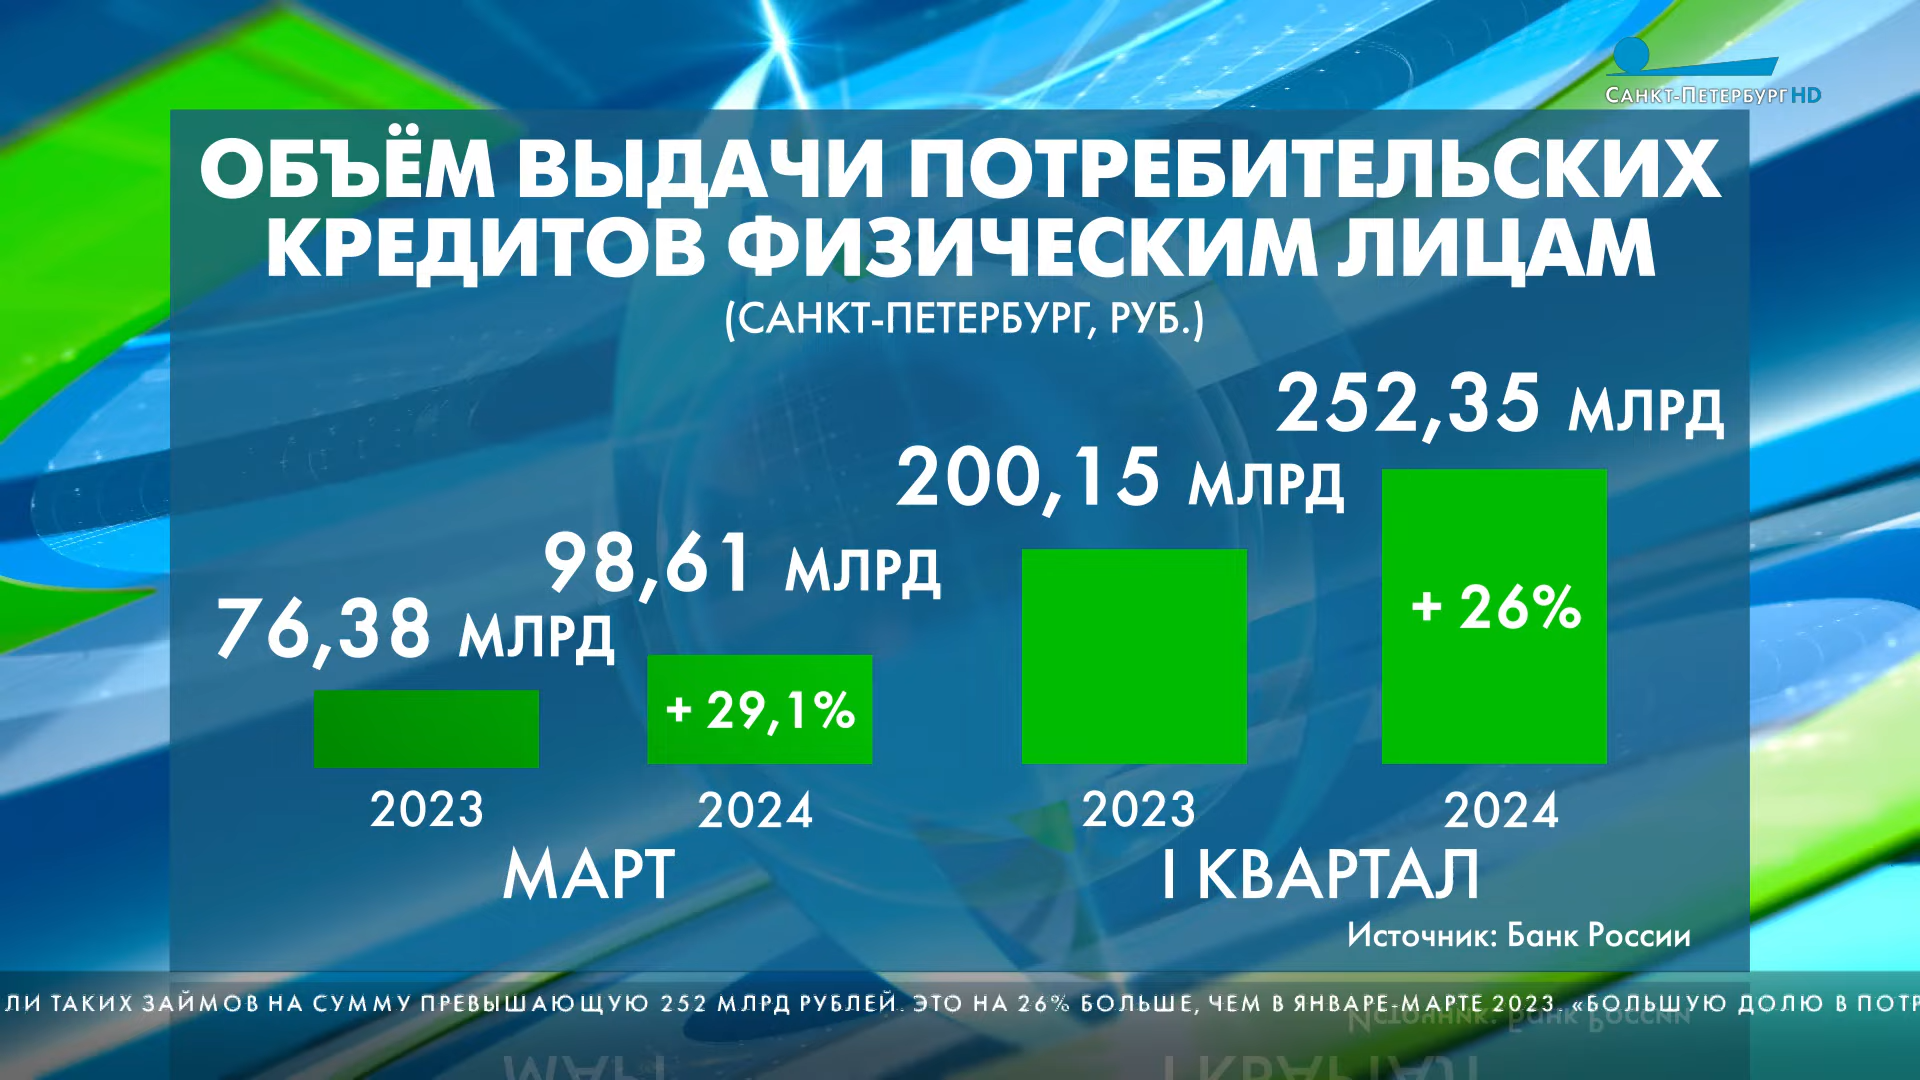 САНКТ-ПЕТЕРБУРГ HD
ОБЪЁМ ВЫДАЧИ ПОТРЕБИТЕЛЬСКИХ
КРЕДИТОВ ФИЗИЧЕСКИМ ЛИЦАМ
(САНКТ-ПЕТЕРБУРГ, РУБ.)
76,38 МЛРД
98,61 МЛРД
200,15 МЛРД
252,35 МЛРД
+ 29,1%
+ 26%
2023
2024
2023
2024
МАРТ
I КВАРТАЛ
Источник: Банк России
ЛИ ТАКИХ ЗАЙМОВ НА СУММУ ПРЕВЫШАЮЩУЮ 252 МЛРД РУБЛЕЙ. ЭТО НА 26% БОЛЬШЕ, ЧЕМ В ЯНВАРЕ-МАРТЕ 2023. «БОЛЬШУЮ ДОЛЮ В ПОТР